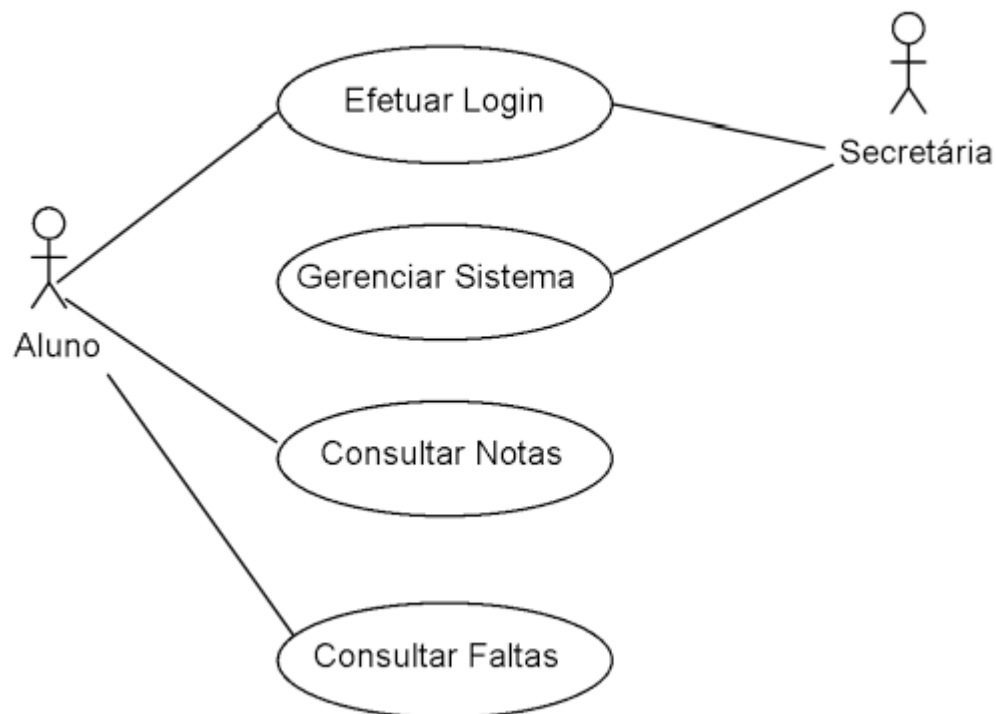 Efetuar Login
Secretária
Gerenciar Sistema
Aluno
Consultar Notas
Consultar Faltas